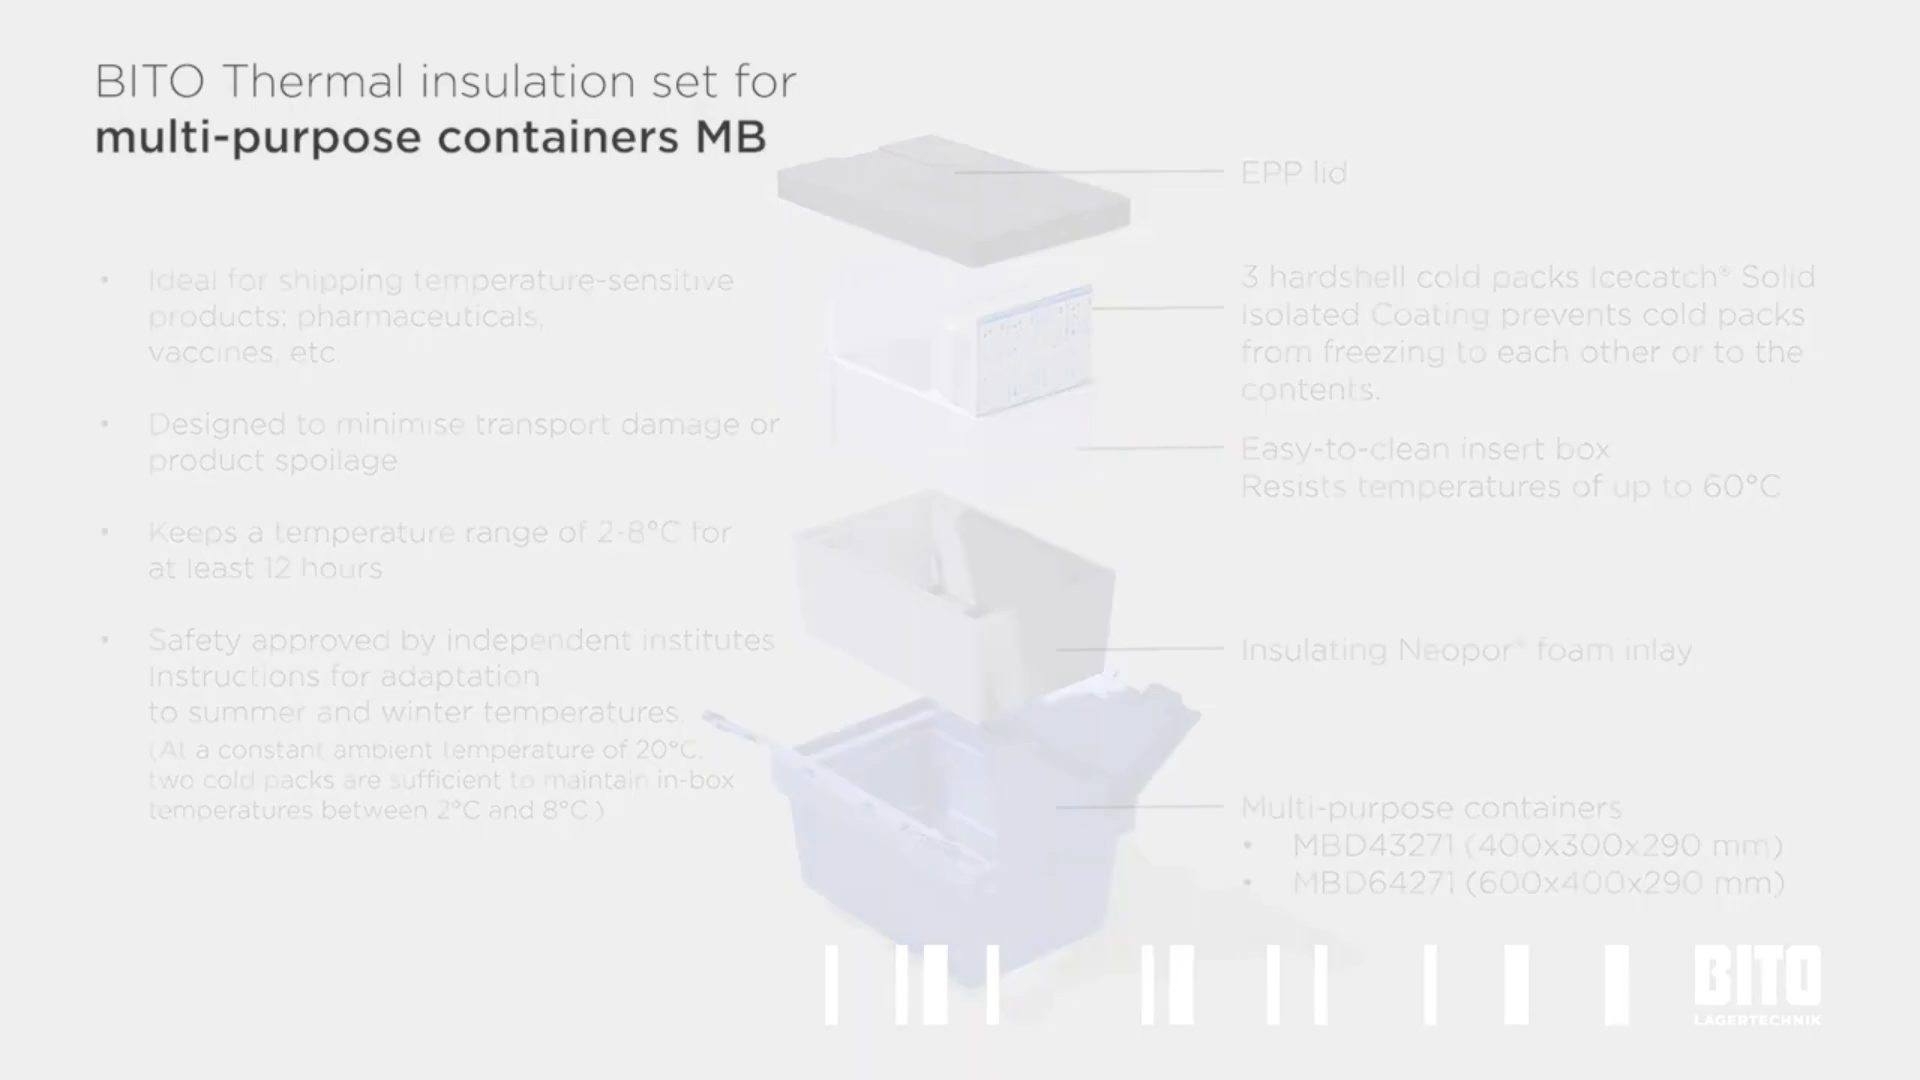 BITO Thermal insulation set for
multi-purpose containers MB
• Ideal for shipping temperature-sensitive
products: pharmaceuticals,
vaccines, etc.
• Designed to minimise transport damage or
product spoilage
• Keeps a temperature range of 2-8°C for
at least 12 hours
• Safety approved by independent institutes
Instructions for adaptation
to summer and winter temperatures.
(At a constant ambient temperature of 20°C,
two cold packs are sufficient to maintain in-box
temperatures between 2°C and 8°C.)
EPP lid
3 hardshell cold packs Icecatch® Solid
Isolated Coating prevents cold packs
from freezing to each other or to the
contents.
Easy-to-clean insert box
Resists temperatures of up to 60°C
Insulating Neopor® foam inlay
Multi-purpose containers
• MBD43271 (400x300x290 mm)
• MBD64271 (600x400x290 mm)
BITO
LAGERTECHNIK